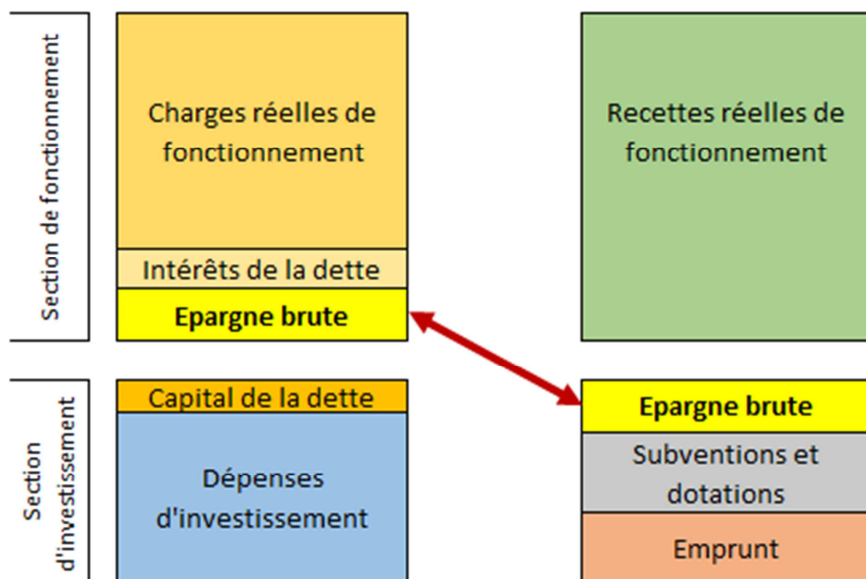 Section de fonctionnement
Charges réelles de
fonctionnement
Intérêts de la dette
Epargne brute
Recettes réelles de
fonctionnement
Section
d'investissement
Capital de la dette
Dépenses
d'investissement
Epargne brute
Subventions et
dotations
Emprunt